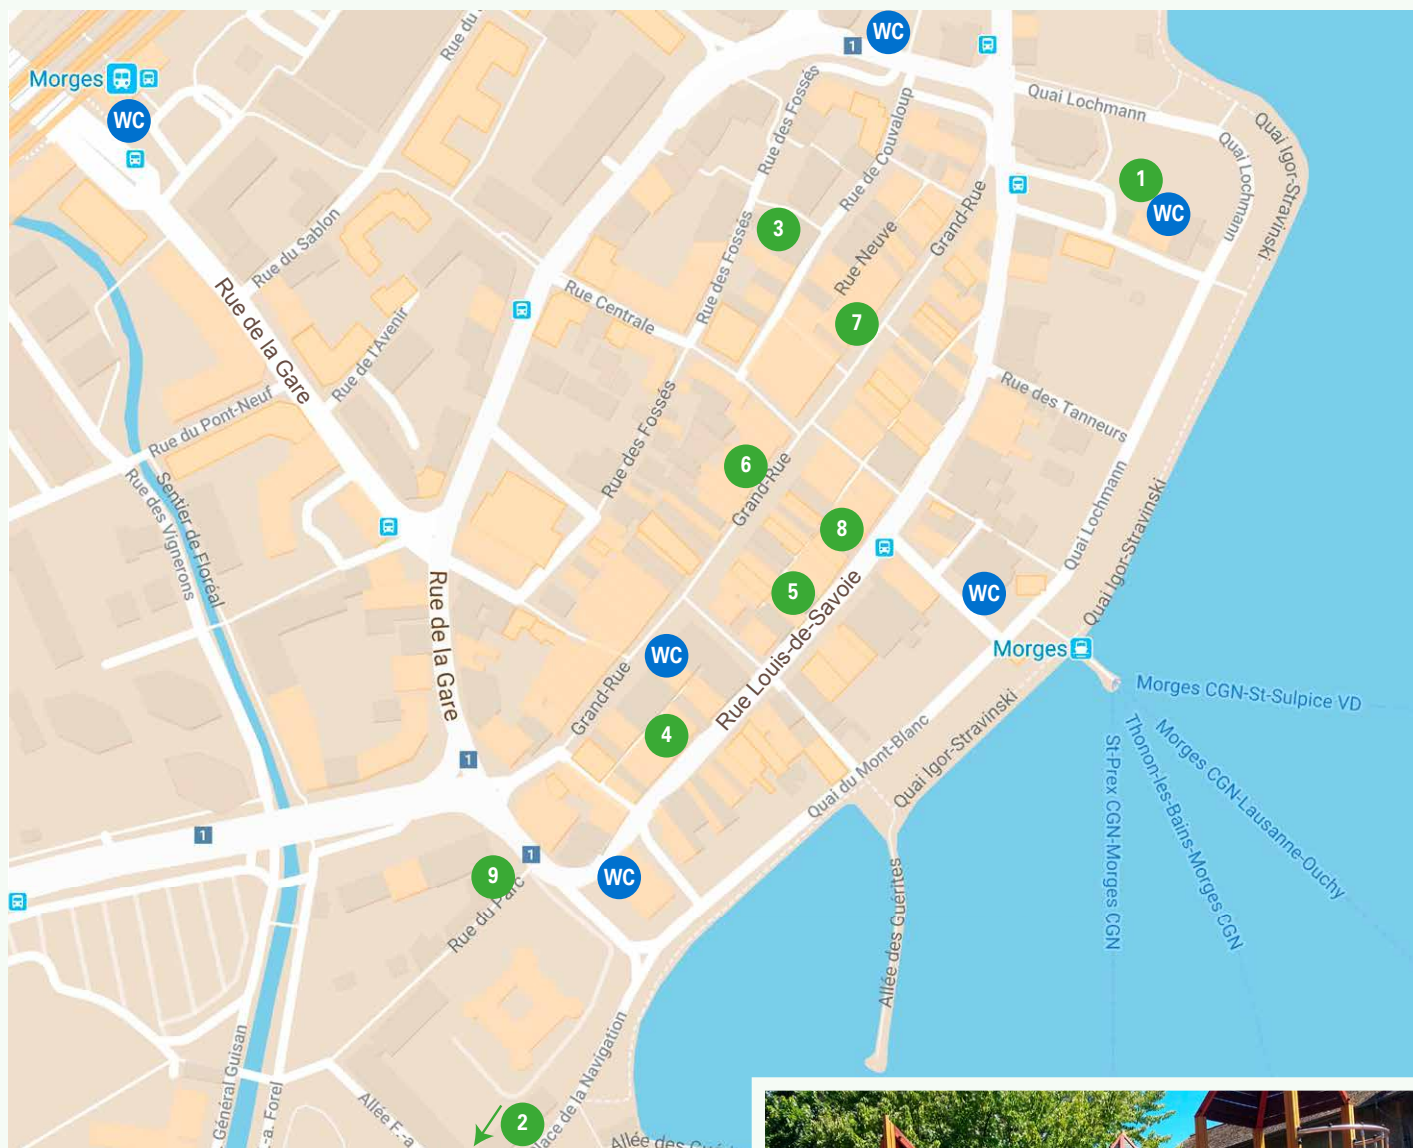 Rue du
WC
1
Morges
WC
Quai Lochmann
Quai Igor-Stravinski
Quai Lochmann
Rue des Fossés
Rue de Couvaloup
1
WC
Grand-Rue
Rue du Sablon
3
Rue des Fossés
Rue Neuve
Rue de la Gare
Rue Centrale
7
Rue de l'Avenir
Rue des Tanneurs
Rue du Pont-Neuf
Rue des Fossés
6
Grand-Rue
Sentier de Floréal
Rue des Vignerons
8
Quai Lochmann
Quai Igor-Stravinski
5
WC
Rue de la Gare
Rue Louis-de-Savoie
WC
Morges
Grand-Rue
4
Morges CGN-St-Sulpice VD
Morges CGN-Lausanne-Ouchy
Thonon-les-Bains-Morges CGN
St-Prex CGN-Morges CGN
Quai du Mont-Blanc
Quai Igor-Stravinski
1
1
1
9
WC
Rue du Parc
Allée des Guérites
Général Guisan
-a. Forel
Allée F.-a
2
lace de la Navigation